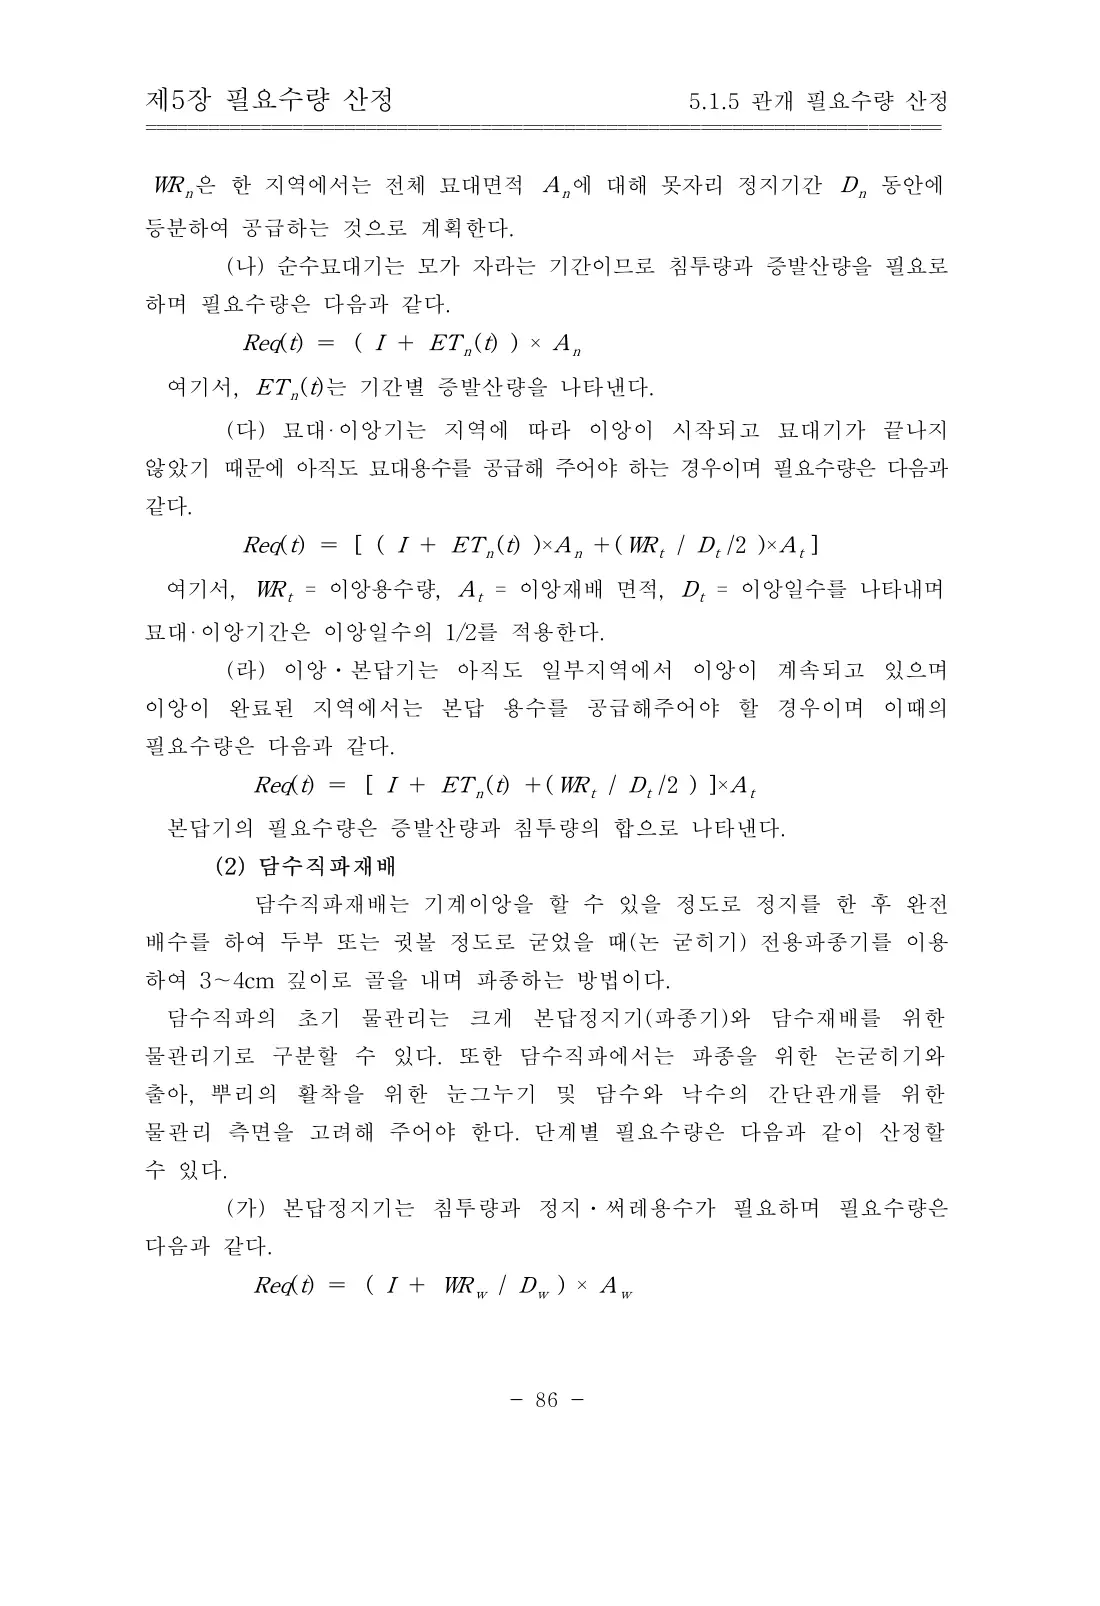 제5장 필요수량 산정 5.1.5 관개 필요수량 산정
WRn은 한 지역에서는 전체 묘대면적 An에 대해 못자리 정지기간 Dn 동안에
등분하여 공급하는 것으로 계획한다.
(나) 순수묘대기는 모가 자라는 기간이므로 침투량과 증발산량을 필요로
하며 필요수량은 다음과 같다.
Req(t) = ( I + ETn(t) ) × An
여기서, ETn(t)는 기간별 증발산량을 나타낸다.
(다) 묘대·이앙기는 지역에 따라 이앙이 시작되고 묘대기가 끝나지
않았기 때문에 아직도 묘대용수를 공급해 주어야 하는 경우이며 필요수량은 다음과
같다.
Req(t) = [ ( I + ETn(t) )×An +( WRt / Dt /2 )×At ]
여기서, WRt = 이앙용수량, At = 이앙재배 면적, Dt = 이앙일수를 나타내며
묘대·이앙기간은 이앙일수의 1/2를 적용한다.
(라) 이앙・본답기는 아직도 일부지역에서 이앙이 계속되고 있으며
이앙이 완료된 지역에서는 본답 용수를 공급해주어야 할 경우이며 이때의
필요수량은 다음과 같다.
Req(t) = [ I + ETn(t) +( WRt / Dt /2 ) ]×At
본답기의 필요수량은 증발산량과 침투량의 합으로 나타낸다.
(2) 담수직파재배
담수직파재배는 기계이앙을 할 수 있을 정도로 정지를 한 후 완전
배수를 하여 두부 또는 귓볼 정도로 굳었을 때(논 굳히기) 전용파종기를 이용
하여 3~4cm 깊이로 골을 내며 파종하는 방법이다.
담수직파의 초기 물관리는 크게 본답정지기(파종기)와 담수재배를 위한
물관리기로 구분할 수 있다. 또한 담수직파에서는 파종을 위한 논굳히기와
출아, 뿌리의 활착을 위한 눈그누기 및 담수와 낙수의 간단관개를 위한
물관리 측면을 고려해 주어야 한다. 단계별 필요수량은 다음과 같이 산정할
수 있다.
(가) 본답정지기는 침투량과 정지・써레용수가 필요하며 필요수량은
다음과 같다.
Req(t) = ( I + WRw / Dw ) × Aw
- 86 -